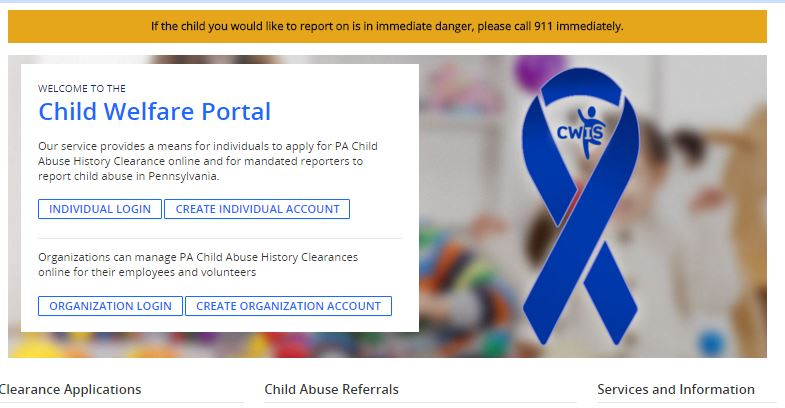 If the child you would like to report on is in immediate danger, please call 911 immediately.
WELCOME TO THE
Child Welfare Portal
Our service provides a means for individuals to apply for PA Child
Abuse History Clearance online and for mandated reporters to
report child abuse in Pennsylvania.
INDIVIDUAL LOGIN CREATE INDIVIDUAL ACCOUNT
Organizations can manage PA Child Abuse History Clearances
online for their employees and volunteers
ORGANIZATION LOGIN CREATE ORGANIZATION ACCOUNT
CWIS
Clearance Applications
Child Abuse Referrals
Services and Information